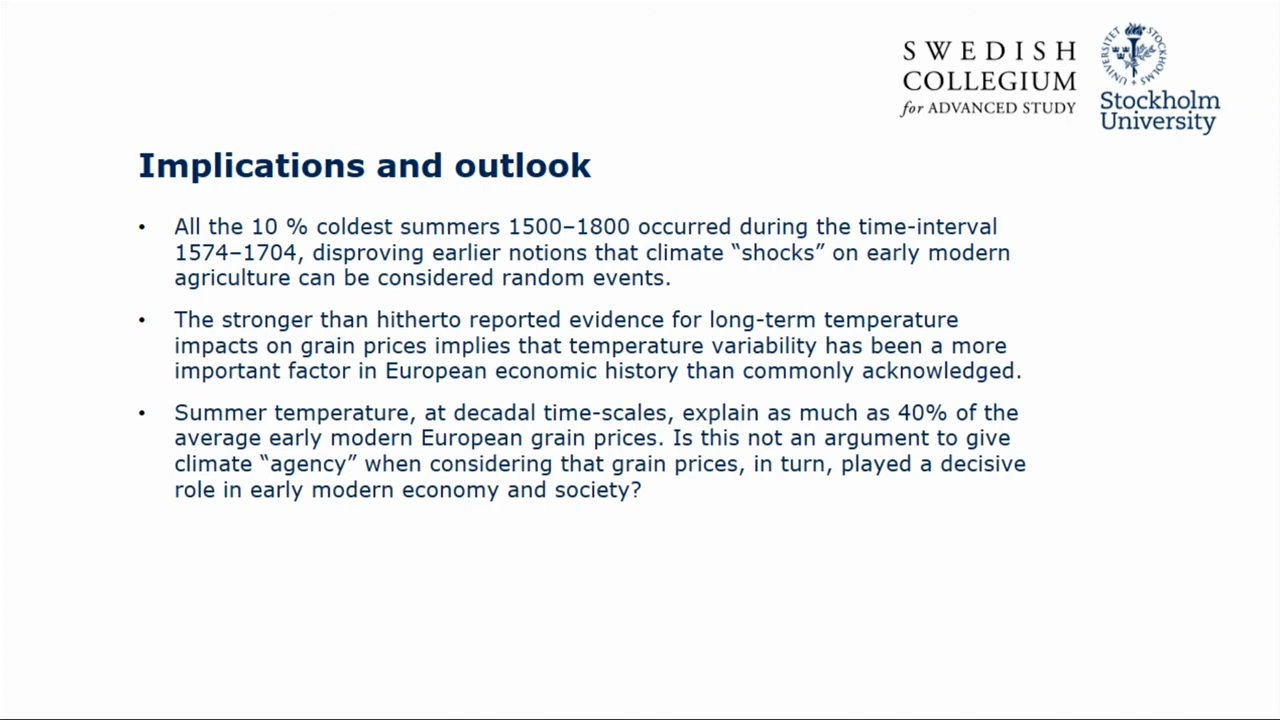 SWEDISH
COLLEGIUM
for ADVANCED STUDY
Stockholm
University
Implications and outlook
• All the 10 % coldest summers 1500–1800 occurred during the time-interval
1574–1704, disproving earlier notions that climate “shocks” on early modern
agriculture can be considered random events.
• The stronger than hitherto reported evidence for long-term temperature
impacts on grain prices implies that temperature variability has been a more
important factor in European economic history than commonly acknowledged.
• Summer temperature, at decadal time-scales, explain as much as 40% of the
average early modern European grain prices. Is this not an argument to give
climate “agency” when considering that grain prices, in turn, played a decisive
role in early modern economy and society?